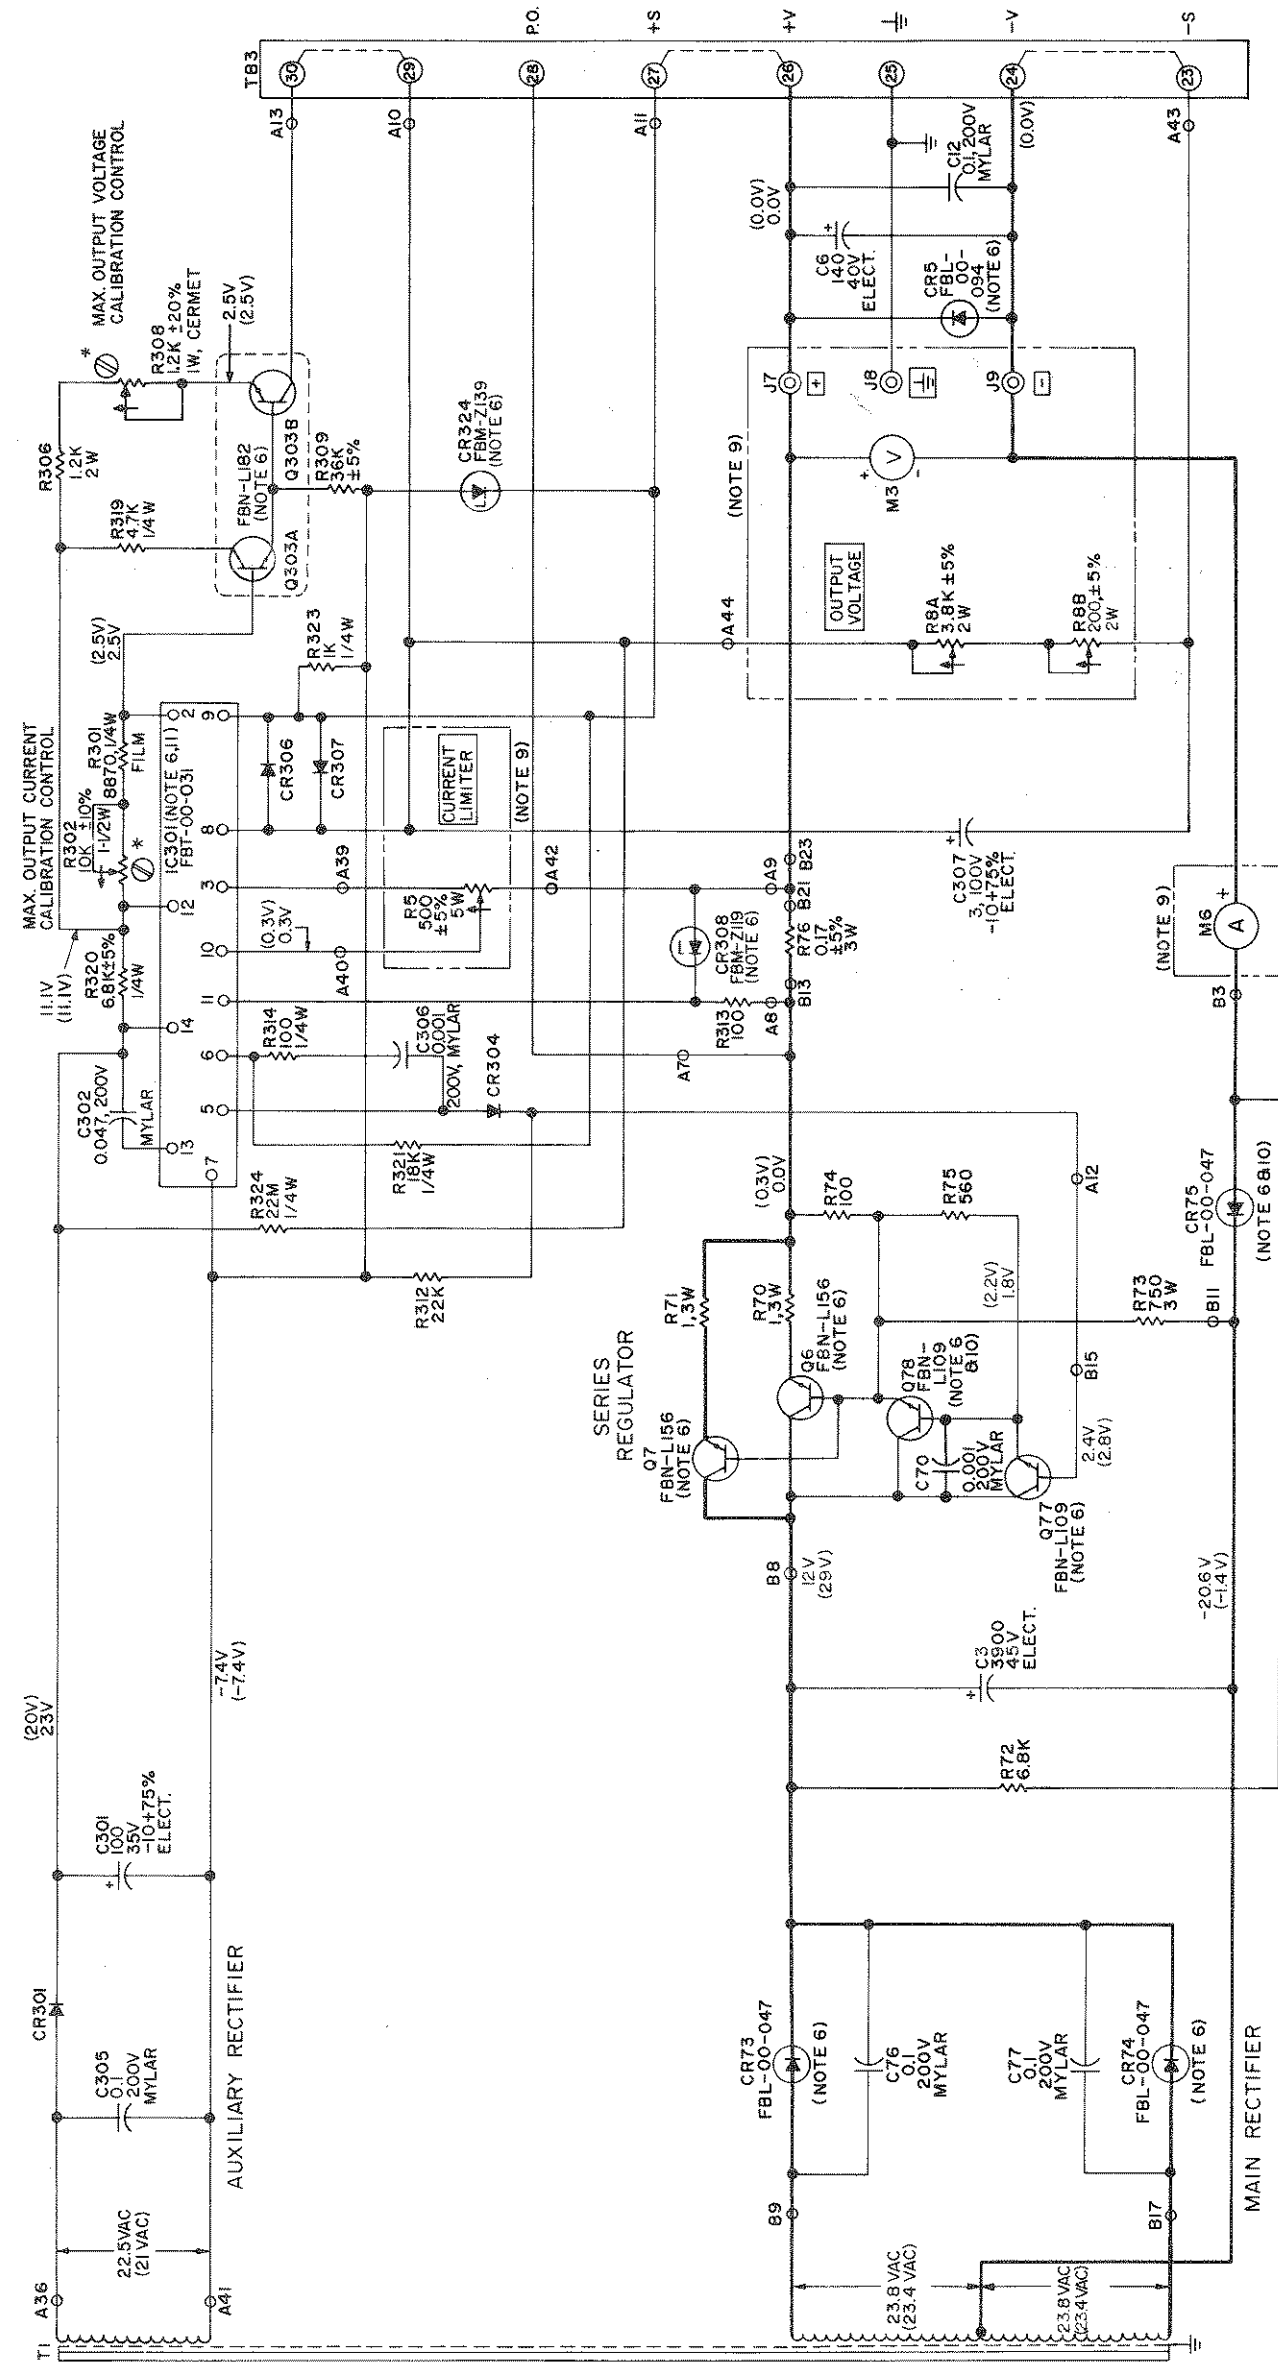 T1
A36
22.5VAC
(21 VAC)
A41
C305
0.1
200V
MYLAR
CR301
AUXILIARY RECTIFIER
C301
100
35V
-10+75%
ELECT.
(20V)
23V
-7.4V
(-7.4V)
R324
22M
1/4W
R312
22K
C302
0.047, 200V
MYLAR
11.1V
(11.1V)
R320
6.8K±5%
1/4W
MAX. OUTPUT CURRENT
CALIBRATION CONTROL
R302
10K ±10%
1-1/2W
*
R301
8870, 1/4W
FILM
IC301 (NOTE 6,11)
FBT-00-031
7
13
14
12
2
5
6
11
10
3
8
9
R321
18K
1/4W
R314
100
1/4W
C306
0.001
200V, MYLAR
CR304
(0.3V)
0.3V
A40
A39
R5
500
±5%
5W
CURRENT
LIMITER
(NOTE 9)
A42
CR306
CR307
R323
1K
1/4W
(2.5V)
2.5V
R319
4.7K
1/4W
R306
1.2K
2W
MAX. OUTPUT VOLTAGE
CALIBRATION CONTROL
*
R308
1.2K ±20%
1W, CERMET
2.5V
(2.5V)
FBN-L182
(NOTE 6)
Q303A
Q303B
R309
36K
±5%
CR324
FBM-Z139
(NOTE 6)
A13
A10
A11
A43
TB3
30
29
28
27
26
25
24
23
P.O.
+S
+V
-V
-S
SERIES
REGULATOR
Q7
FBN-L156
(NOTE 6)
R71
1,3W
R70
1,3W
Q6
FBN-L156
(NOTE 6)
Q78
FBN-
L109
(NOTE 6
&10)
C70
0.001
200V
MYLAR
Q77
FBN-L109
(NOTE 6)
2.4V
(2.8V)
B15
A12
(2.2V)
1.8V
(0.3V)
0.0V
R74
100
R75
560
R73
750
3W
B11
B8
12V
(29V)
C3
3900
45V
ELECT.
-20.6V
(-1.4V)
R72
6.8K
CR75
FBL-00-047
(NOTE 6&10)
A7
R313
100
A8
B13
CR308
FBM-Z119
(NOTE 6)
R76
0.17
±5%
3W
B21
A9
B23
C307
3, 100V
-10+75%
ELECT.
B3
(NOTE 9)
M6
A
+
A44
(NOTE 9)
OUTPUT
VOLTAGE
R8A
3.8K ±5%
2W
R8B
200,±5%
2W
M3
V
+
-
J7
+
J8
J9
-
CR5
FBL-
00-
094
(NOTE 6)
C6
140
40V
ELECT.
(0.0V)
0.0V
C12
0.1, 200V
MYLAR
(0.0V)
B9
CR73
FBL-00-047
(NOTE 6)
C76
0.1
200V
MYLAR
C77
0.1
200V
MYLAR
CR74
FBL-00-047
(NOTE 6)
B17
23.8 VAC
(23.4 VAC)
23.8 VAC
(23.4 VAC)
MAIN RECTIFIER